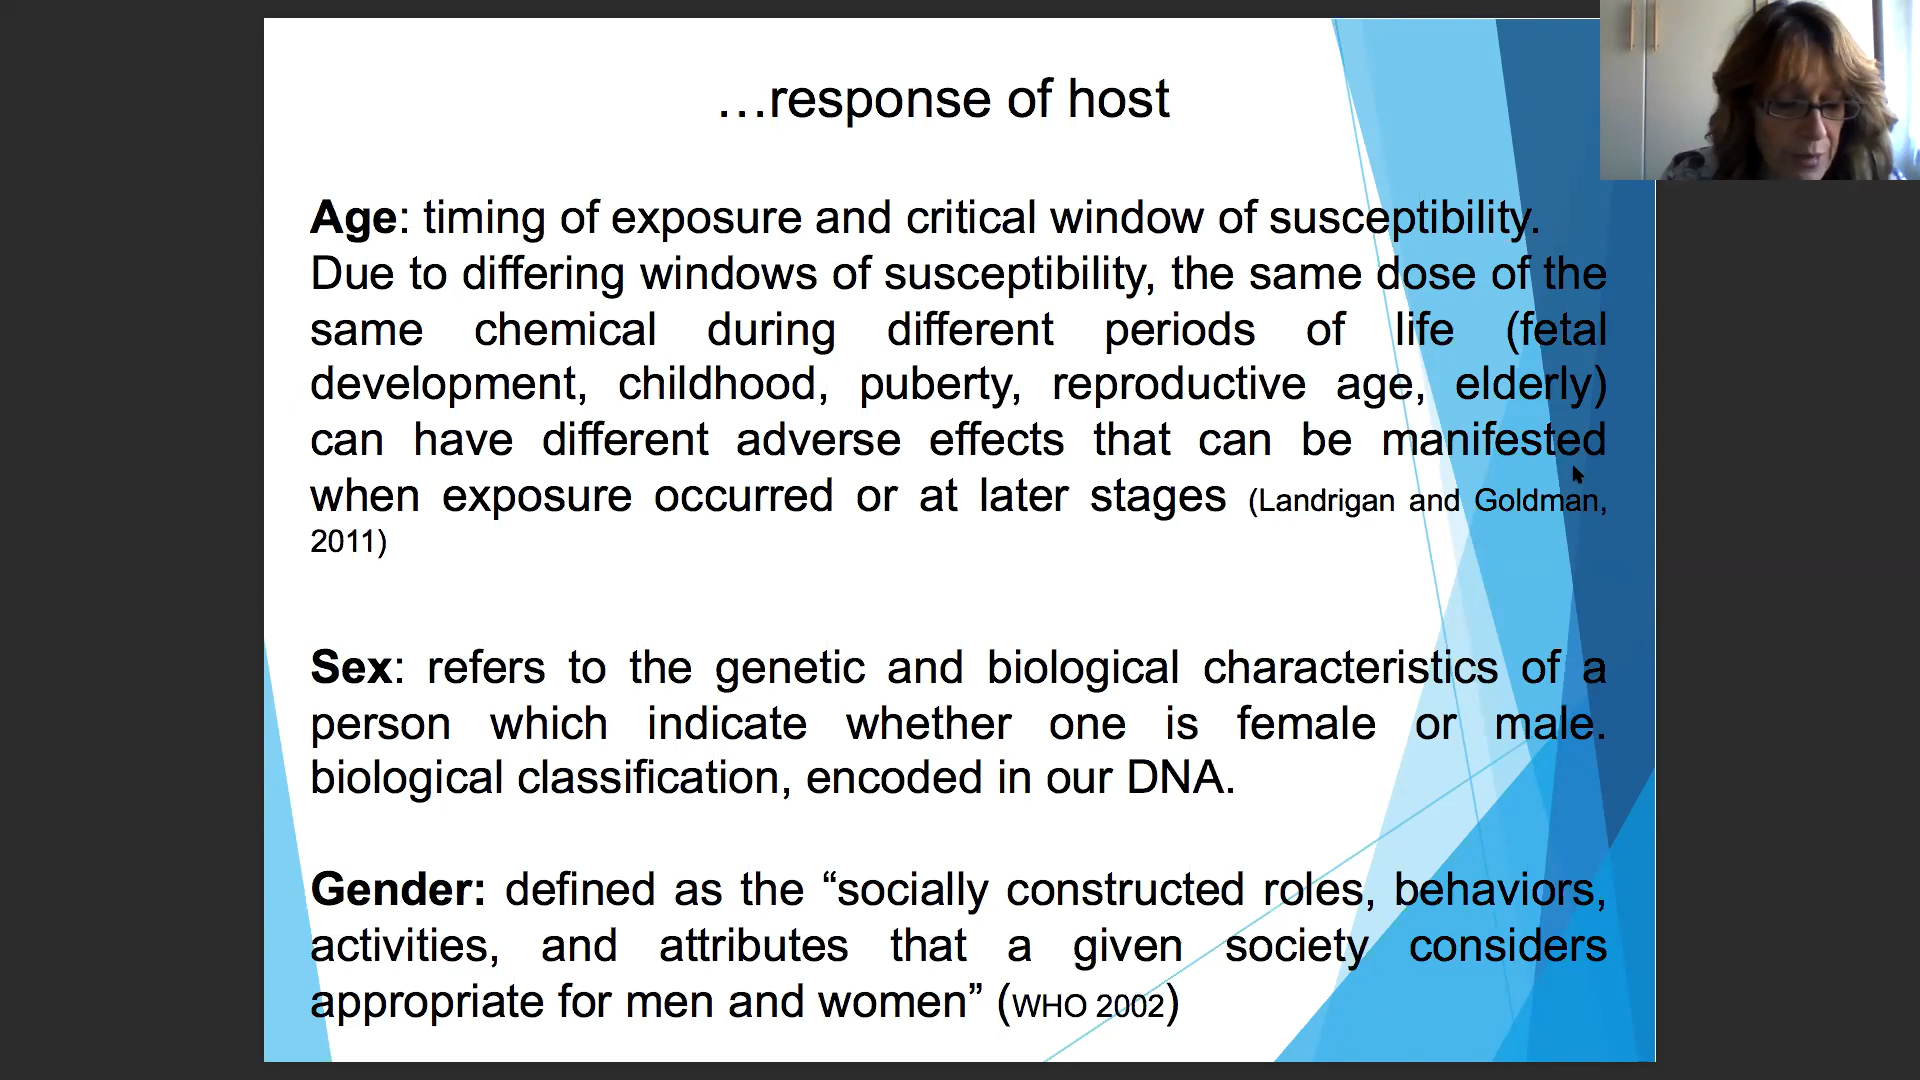 …response of host
Age: timing of exposure and critical window of susceptibility.
Due to differing windows of susceptibility, the same dose of the
same chemical during different periods of life (fetal
development, childhood, puberty, reproductive age, elderly)
can have different adverse effects that can be manifested
when exposure occurred or at later stages (Landrigan and Goldman,
2011)
Sex: refers to the genetic and biological characteristics of a
person which indicate whether one is female or male.
biological classification, encoded in our DNA.
Gender: defined as the “socially constructed roles, behaviors,
activities, and attributes that a given society considers
appropriate for men and women” (WHO 2002)